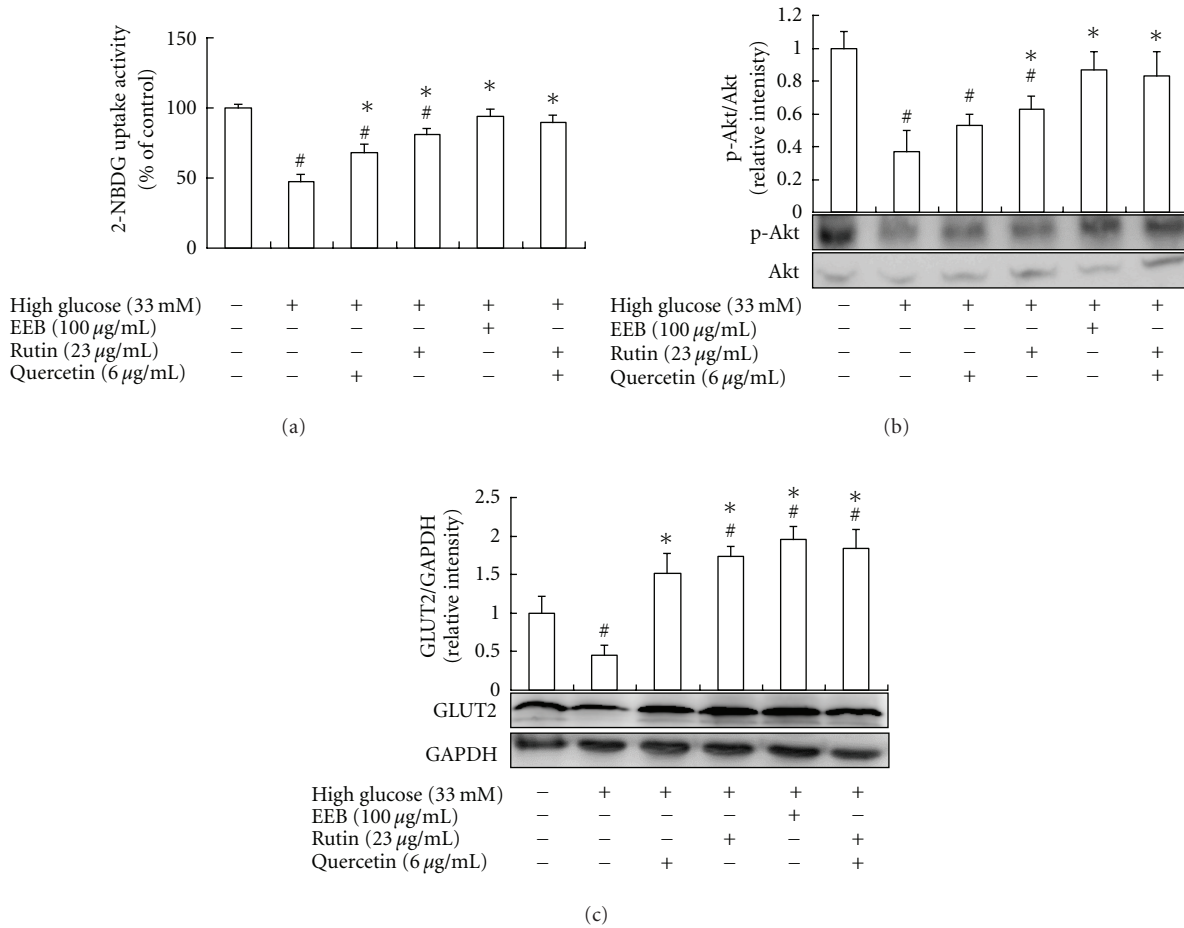 2-NBDG uptake activity
(% of control)
150
100
50
0
#
*
#
*
#
*
*
High glucose (33 mM) − + + + + +
EEB (100 µg/mL) − − − − + −
Rutin (23 µg/mL) − − − + − +
Quercetin (6 µg/mL) − − + − − +
(a)
p-Akt/Akt
(relative intenisty)
1.2
1
0.8
0.6
0.4
0.2
0
#
#
*
#
*
*
p-Akt
Akt
High glucose (33 mM) − + + + + +
EEB (100 µg/mL) − − − − + −
Rutin (23 µg/mL) − − − + − +
Quercetin (6 µg/mL) − − + − − +
(b)
GLUT2/GAPDH
(relative intensity)
2.5
2
1.5
1
0.5
0
#
*
*
#
*
#
*
#
GLUT2
GAPDH
High glucose (33 mM) − + + + + +
EEB (100 µg/mL) − − − − + −
Rutin (23 µg/mL) − − − + − +
Quercetin (6 µg/mL) − − + − − +
(c)